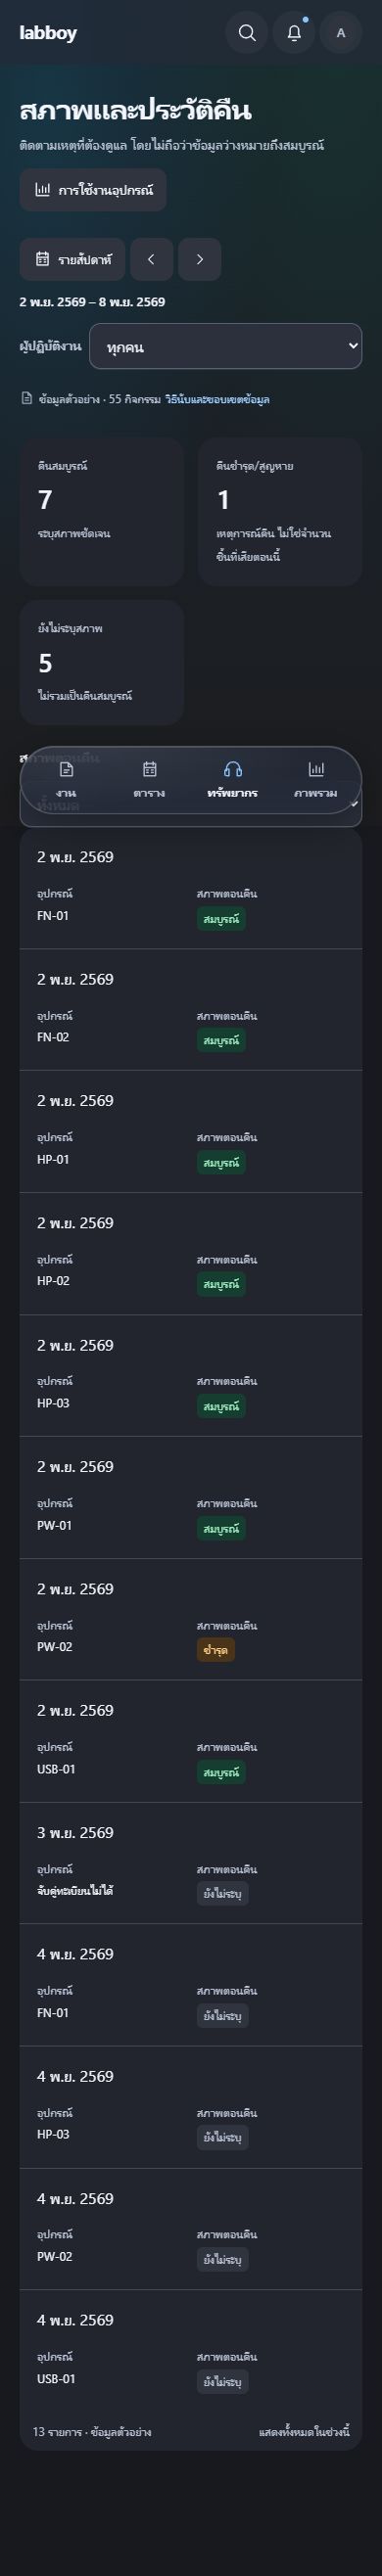 labboy
A
สภาพและประวัติคืน
ติดตามเหตุที่ต้องดูแล โดยไม่ถือว่าข้อมูลว่างหมายถึงสมบูรณ์
การใช้งานอุปกรณ์
รายสัปดาห์
2 พ.ย. 2569 – 8 พ.ย. 2569
ผู้ปฏิบัติงาน
ทุกคน
ข้อมูลตัวอย่าง · 55 กิจกรรม วิธีนับและขอบเขตข้อมูล
คืนสมบูรณ์
7
ระบุสภาพชัดเจน
คืนชำรุด/สูญหาย
1
เหตุการณ์คืน ไม่ใช่จำนวน
ชิ้นที่เสียตอนนี้
ยังไม่ระบุสภาพ
5
ไม่รวมเป็นคืนสมบูรณ์
สภาพตอนคืน
ทั้งหมด
งาน
ตาราง
ทรัพยากร
ภาพรวม
2 พ.ย. 2569
อุปกรณ์ สภาพตอนคืน
FN-01 สมบูรณ์
2 พ.ย. 2569
อุปกรณ์ สภาพตอนคืน
FN-02 สมบูรณ์
2 พ.ย. 2569
อุปกรณ์ สภาพตอนคืน
HP-01 สมบูรณ์
2 พ.ย. 2569
อุปกรณ์ สภาพตอนคืน
HP-02 สมบูรณ์
2 พ.ย. 2569
อุปกรณ์ สภาพตอนคืน
HP-03 สมบูรณ์
2 พ.ย. 2569
อุปกรณ์ สภาพตอนคืน
PW-01 สมบูรณ์
2 พ.ย. 2569
อุปกรณ์ สภาพตอนคืน
PW-02 ชำรุด
2 พ.ย. 2569
อุปกรณ์ สภาพตอนคืน
USB-01 สมบูรณ์
3 พ.ย. 2569
อุปกรณ์ สภาพตอนคืน
จับคู่ทะเบียนไม่ได้ ยังไม่ระบุ
4 พ.ย. 2569
อุปกรณ์ สภาพตอนคืน
FN-01 ยังไม่ระบุ
4 พ.ย. 2569
อุปกรณ์ สภาพตอนคืน
HP-03 ยังไม่ระบุ
4 พ.ย. 2569
อุปกรณ์ สภาพตอนคืน
PW-02 ยังไม่ระบุ
4 พ.ย. 2569
อุปกรณ์ สภาพตอนคืน
USB-01 ยังไม่ระบุ
13 รายการ · ข้อมูลตัวอย่าง แสดงทั้งหมดในช่วงนี้